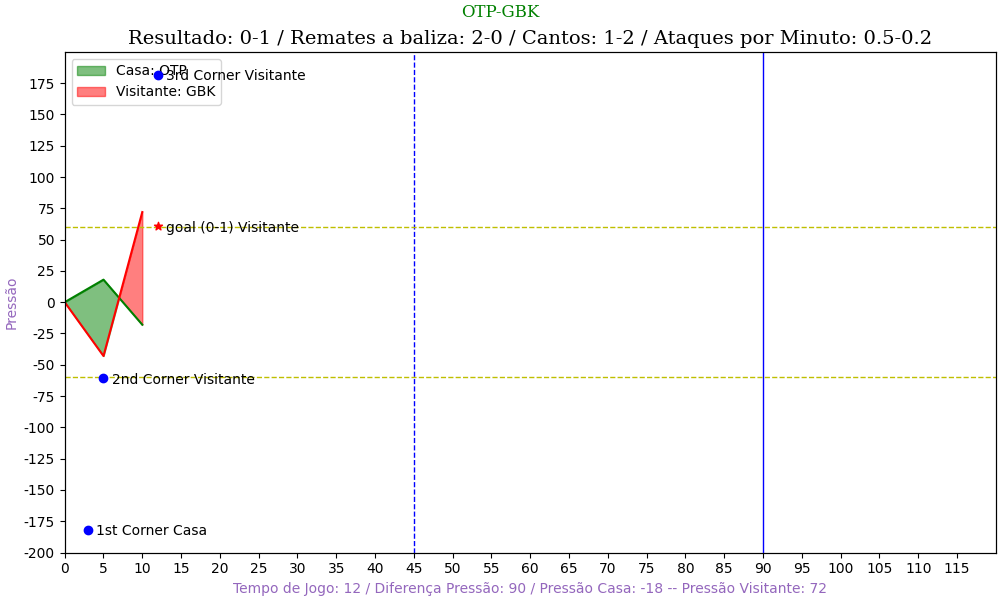 OTP-GBK
Resultado: 0-1 / Remates a baliza: 2-0 / Cantos: 1-2 / Ataques por Minuto: 0.5-0.2
Casa: OTP
Visitante: GBK
3rd Corner Visitante
goal (0-1) Visitante
2nd Corner Visitante
1st Corner Casa
Pressão
175
150
125
100
75
50
25
0
-25
-50
-75
-100
-125
-150
-175
-200
0 5 10 15 20 25 30 35 40 45 50 55 60 65 70 75 80 85 90 95 100 105 110 115
Tempo de Jogo: 12 / Diferença Pressão: 90 / Pressão Casa: -18 -- Pressão Visitante: 72